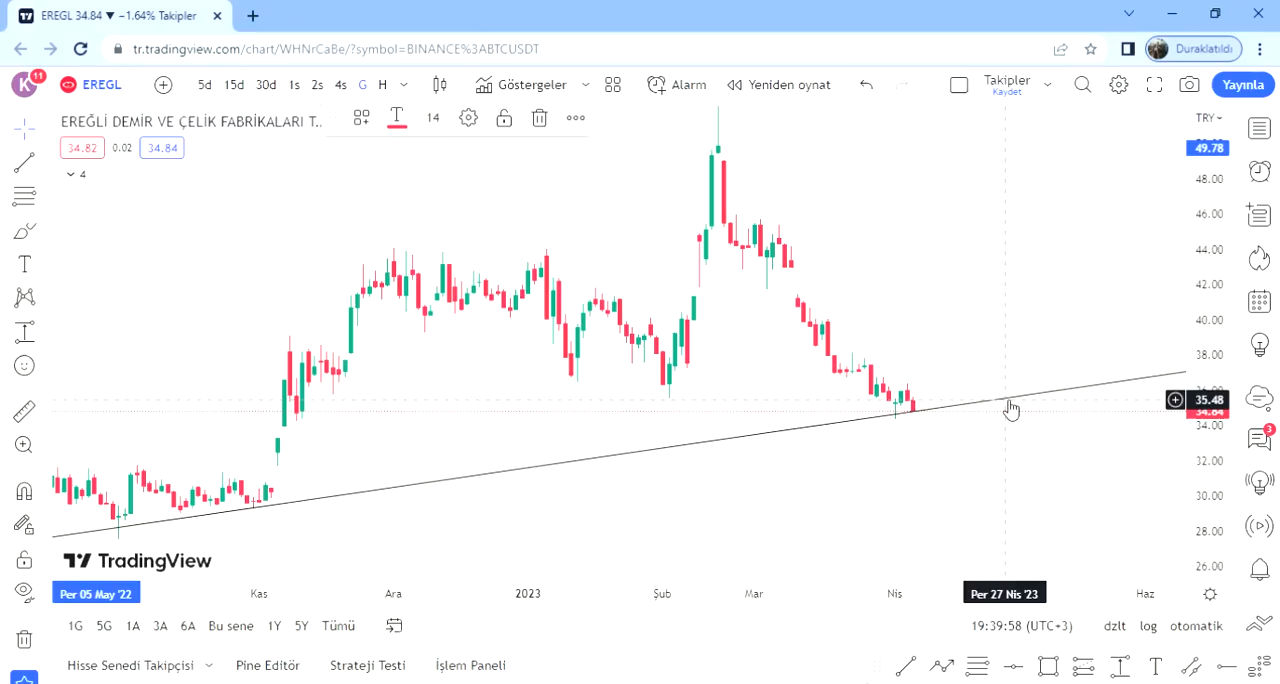 EREGL 34.84 ▼ −1.64% Takipler
tr.tradingview.com/chart/WHNrCaBe/?symbol=BINANCE%3ABTCUSDT
Duraklatıldı
K 11
EREGL 5d 15d 30d 1s 2s 4s G H Göstergeler Alarm Yeniden oynat Takipler Yayınla
Kaydet
EREĞLİ DEMİR VE ÇELİK FABRİKALARI T.. 14 TRY
34.82 0.02 34.84 49.78
4
48.00
46.00
44.00
42.00
40.00
38.00
36.00
35.48
34.84
34.00
3
32.00
30.00
28.00
26.00
TradingView
Per 05 May '22 Kas Ara 2023 Şub Mar Nis Per 27 Nis '23 Haz
1G 5G 1A 3A 6A Bu sene 1Y 5Y Tümü 19:39:58 (UTC+3) dzlt log otomatik
Hisse Senedi Takipçisi Pine Editör Strateji Testi İşlem Paneli